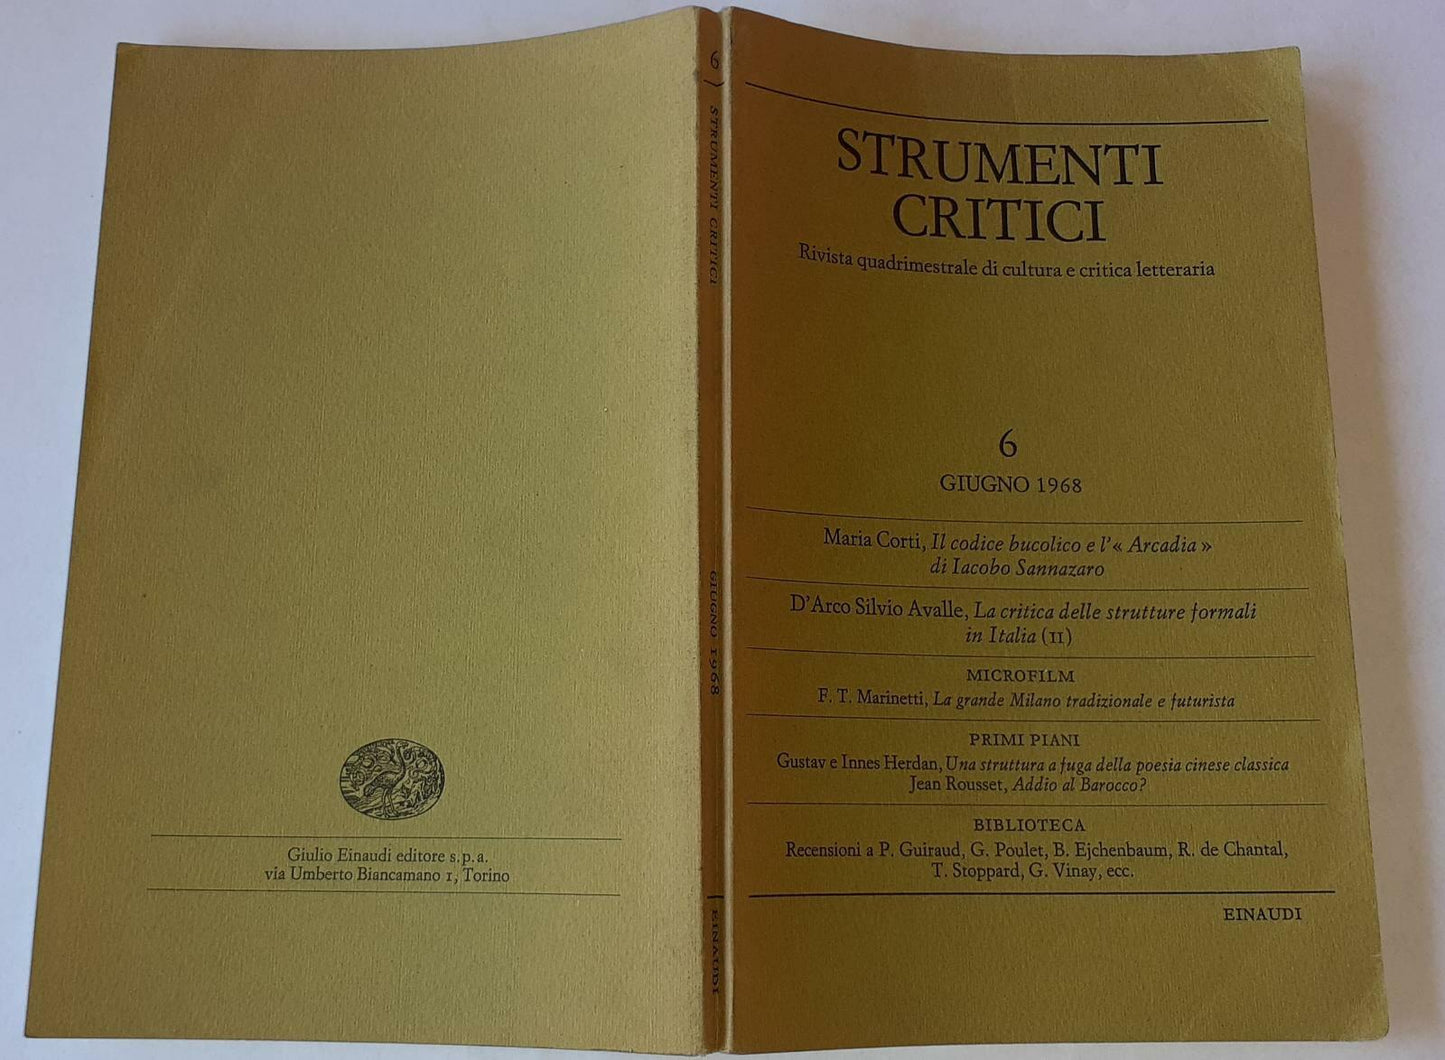 Giulio Einaudi editore s.p.a.
via Umberto Biancamano 1, Torino
6
STRUMENTI CRITICI
GIUGNO 1968
EINAUDI
STRUMENTI
CRITICI
Rivista quadrimestrale di cultura e critica letteraria
6
GIUGNO 1968
Maria Corti, Il codice bucolico e l'« Arcadia »
di Iacobo Sannazaro
D'Arco Silvio Avalle, La critica delle strutture formali
in Italia (II)
MICROFILM
F. T. Marinetti, La grande Milano tradizionale e futurista
PRIMI PIANI
Gustav e Innes Herdan, Una struttura a fuga della poesia cinese classica
Jean Rousset, Addio al Barocco?
BIBLIOTECA
Recensioni a P. Guiraud, G. Poulet, B. Ejchenbaum, R. de Chantal,
T. Stoppard, G. Vinay, ecc.
EINAUDI